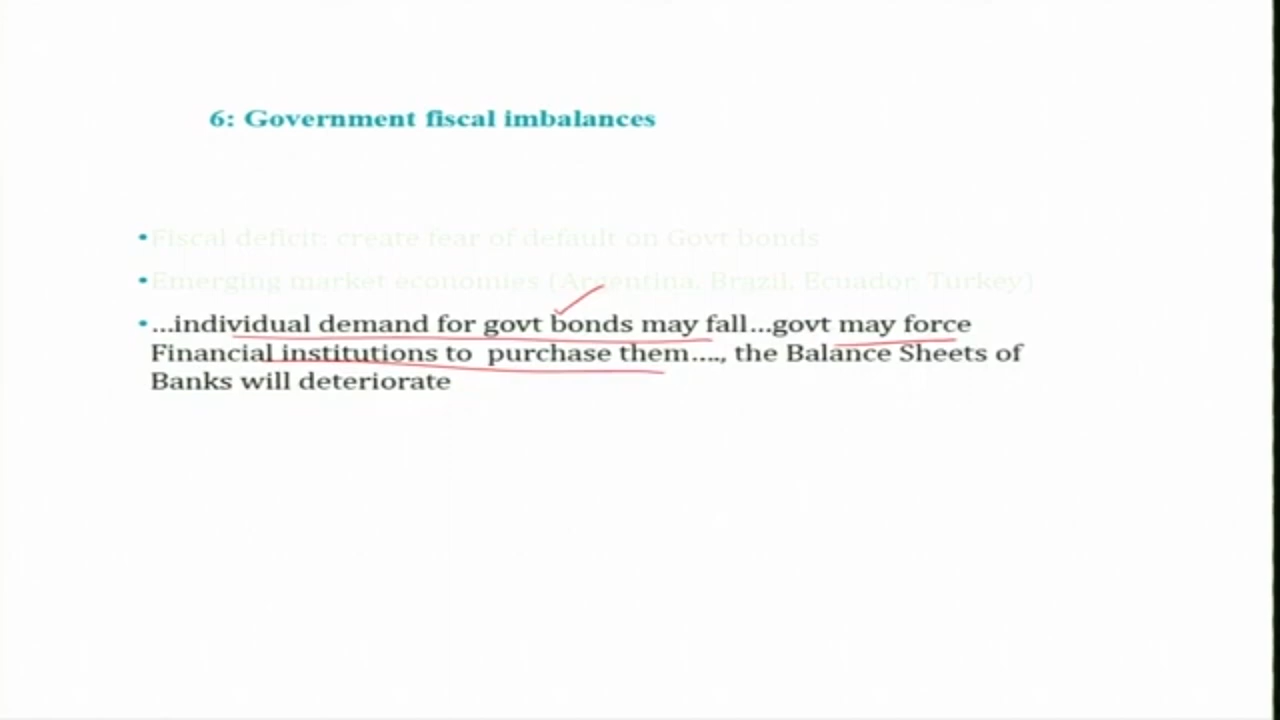 6: Government fiscal imbalances
•Fiscal deficit: create fear of default on Govt bonds
•Emerging market economies (Argentina, Brazil, Ecuador, Turkey)
•...individual demand for govt bonds may fall...govt may force
Financial institutions to purchase them...., the Balance Sheets of
Banks will deteriorate